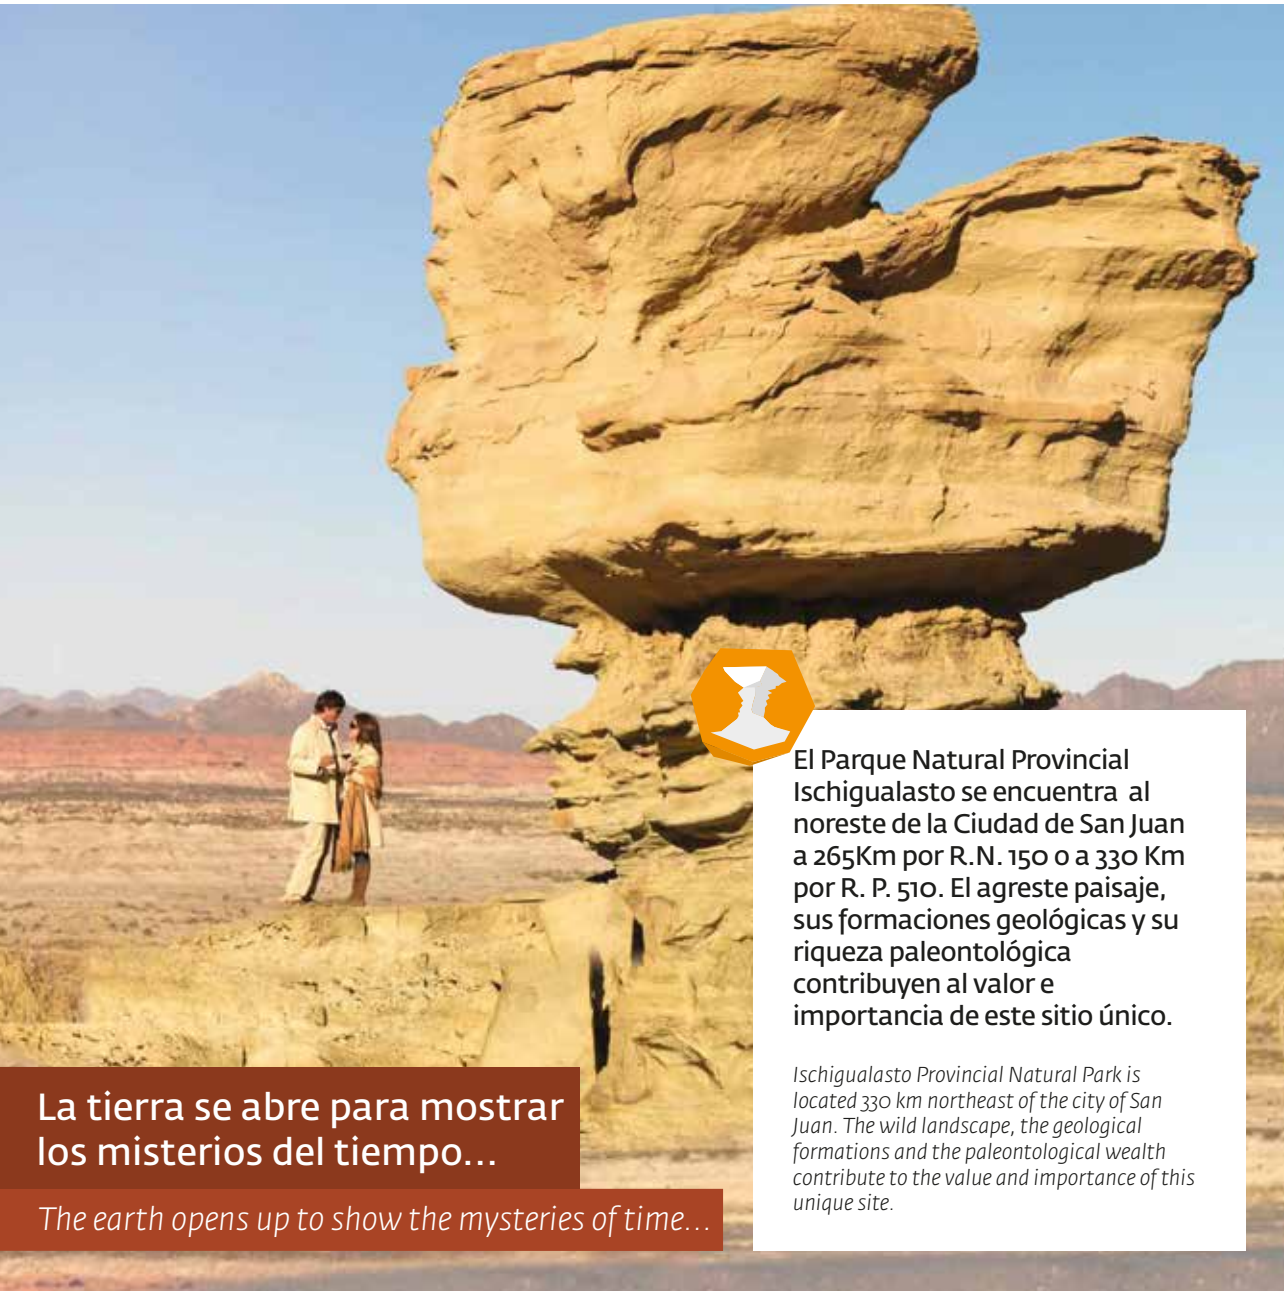 El Parque Natural Provincial
Ischigualasto se encuentra al
noreste de la Ciudad de San Juan
a 265Km por R.N. 150 o a 330 Km
por R. P. 510. El agreste paisaje,
sus formaciones geológicas y su
riqueza paleontológica
contribuyen al valor e
importancia de este sitio único.
Ischigualasto Provincial Natural Park is
located 330 km northeast of the city of San
Juan. The wild landscape, the geological
formations and the paleontological wealth
contribute to the value and importance of this
unique site.
La tierra se abre para mostrar
los misterios del tiempo...
The earth opens up to show the mysteries of time...